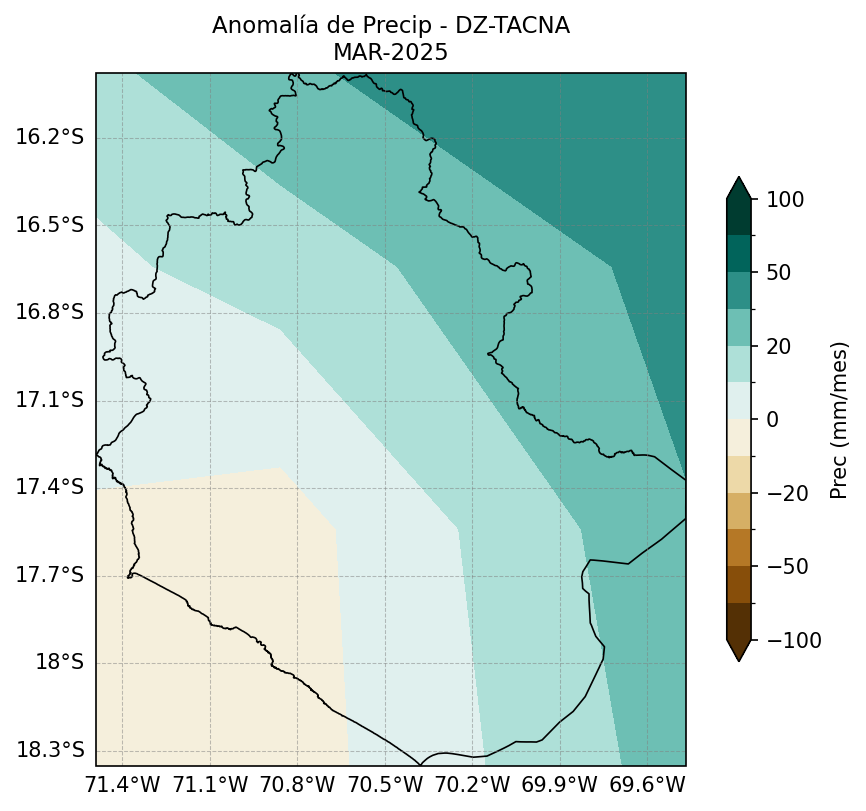 Anomalía de Precip - DZ-TACNA
MAR-2025
16.2°S
16.5°S
16.8°S
17.1°S
17.4°S
17.7°S
18°S
18.3°S
71.4°W 71.1°W 70.8°W 70.5°W 70.2°W 69.9°W 69.6°W
100
50
20
0
−20
−50
−100
Prec (mm/mes)